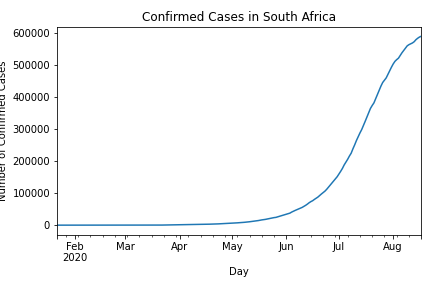 Confirmed Cases in South Africa
600000
500000
400000
300000
200000
100000
0
Number of Confirmed Cases
Feb
2020
Mar
Apr
May
Jun
Jul
Aug
Day